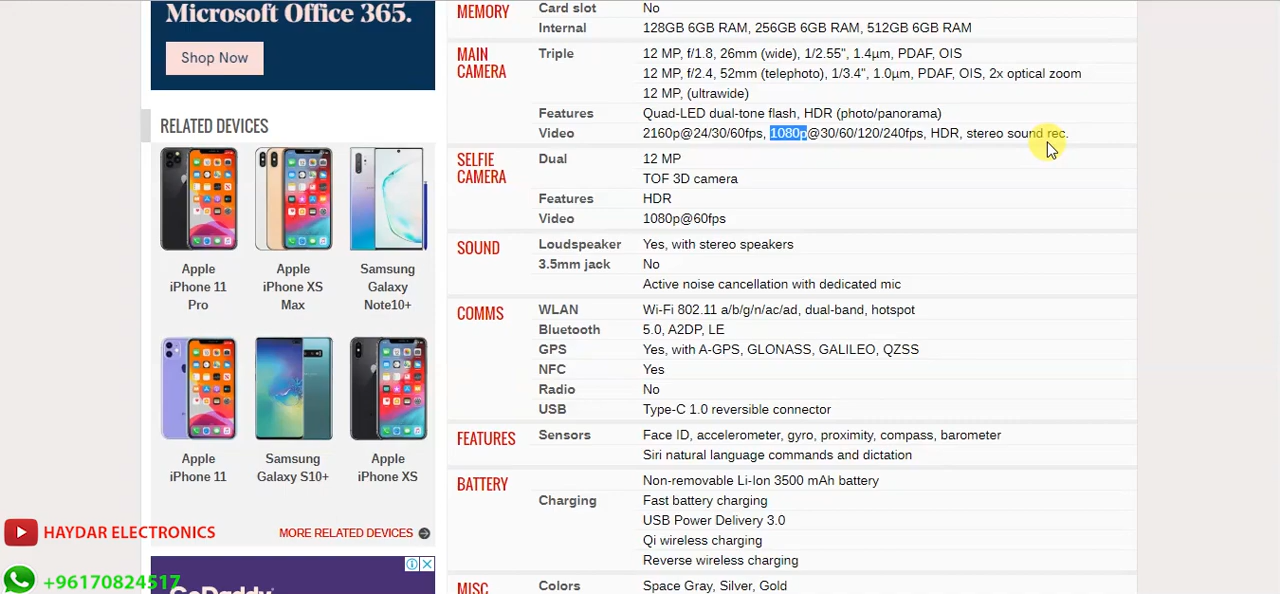 Microsoft Office 365.
Shop Now
RELATED DEVICES
Apple iPhone 11 Pro
Apple iPhone XS Max
Samsung Galaxy Note10+
Apple iPhone 11
Samsung Galaxy S10+
Apple iPhone XS
MORE RELATED DEVICES
HAYDAR ELECTRONICS
+96170824517
GoDaddy
MEMORY Card slot No
Internal 128GB 6GB RAM, 256GB 6GB RAM, 512GB 6GB RAM
MAIN CAMERA Triple 12 MP, f/1.8, 26mm (wide), 1/2.55", 1.4µm, PDAF, OIS
12 MP, f/2.4, 52mm (telephoto), 1/3.4", 1.0µm, PDAF, OIS, 2x optical zoom
12 MP, (ultrawide)
Features Quad-LED dual-tone flash, HDR (photo/panorama)
Video 2160p@24/30/60fps, 1080p@30/60/120/240fps, HDR, stereo sound rec.
SELFIE CAMERA Dual 12 MP
TOF 3D camera
Features HDR
Video 1080p@60fps
SOUND Loudspeaker Yes, with stereo speakers
3.5mm jack No
Active noise cancellation with dedicated mic
COMMS WLAN Wi-Fi 802.11 a/b/g/n/ac/ad, dual-band, hotspot
Bluetooth 5.0, A2DP, LE
GPS Yes, with A-GPS, GLONASS, GALILEO, QZSS
NFC Yes
Radio No
USB Type-C 1.0 reversible connector
FEATURES Sensors Face ID, accelerometer, gyro, proximity, compass, barometer
Siri natural language commands and dictation
BATTERY Non-removable Li-Ion 3500 mAh battery
Charging Fast battery charging
USB Power Delivery 3.0
Qi wireless charging
Reverse wireless charging
MISC Colors Space Gray, Silver, Gold